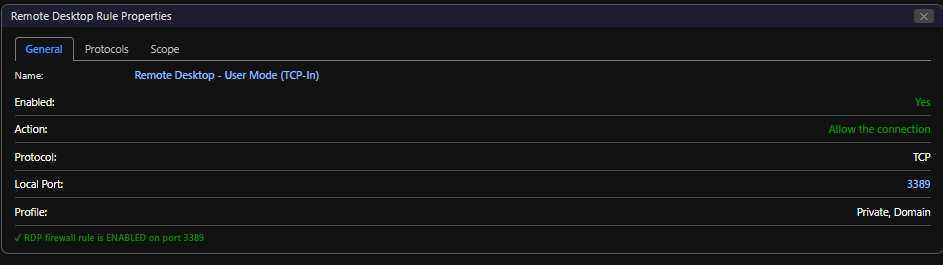 Remote Desktop Rule Properties
General Protocols Scope
Name: Remote Desktop - User Mode (TCP-In)
Enabled: Yes
Action: Allow the connection
Protocol: TCP
Local Port: 3389
Profile: Private, Domain
✓ RDP firewall rule is ENABLED on port 3389